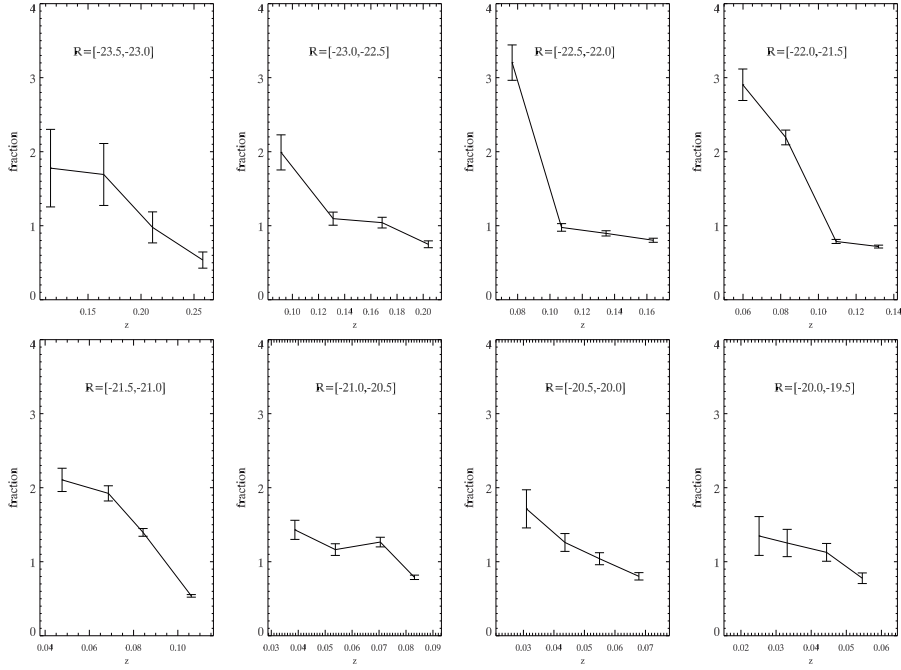 4 4 4 4
R=[-23.5,-23.0] R=[-23.0,-22.5] R=[-22.5,-22.0] R=[-22.0,-21.5]
3 3 3 3
fraction fraction fraction fraction
2 2 2 2
1 1 1 1
0 0 0 0
0.15 0.20 0.25 0.10 0.12 0.14 0.16 0.18 0.20 0.08 0.10 0.12 0.14 0.16 0.06 0.08 0.10 0.12 0.14
z z z z
4 4 4 4
R=[-21.5,-21.0] R=[-21.0,-20.5] R=[-20.5,-20.0] R=[-20.0,-19.5]
3 3 3 3
fraction fraction fraction fraction
2 2 2 2
1 1 1 1
0 0 0 0
0.04 0.06 0.08 0.10 0.03 0.04 0.05 0.06 0.07 0.08 0.09 0.03 0.04 0.05 0.06 0.07 0.02 0.03 0.04 0.05 0.06
z z z z